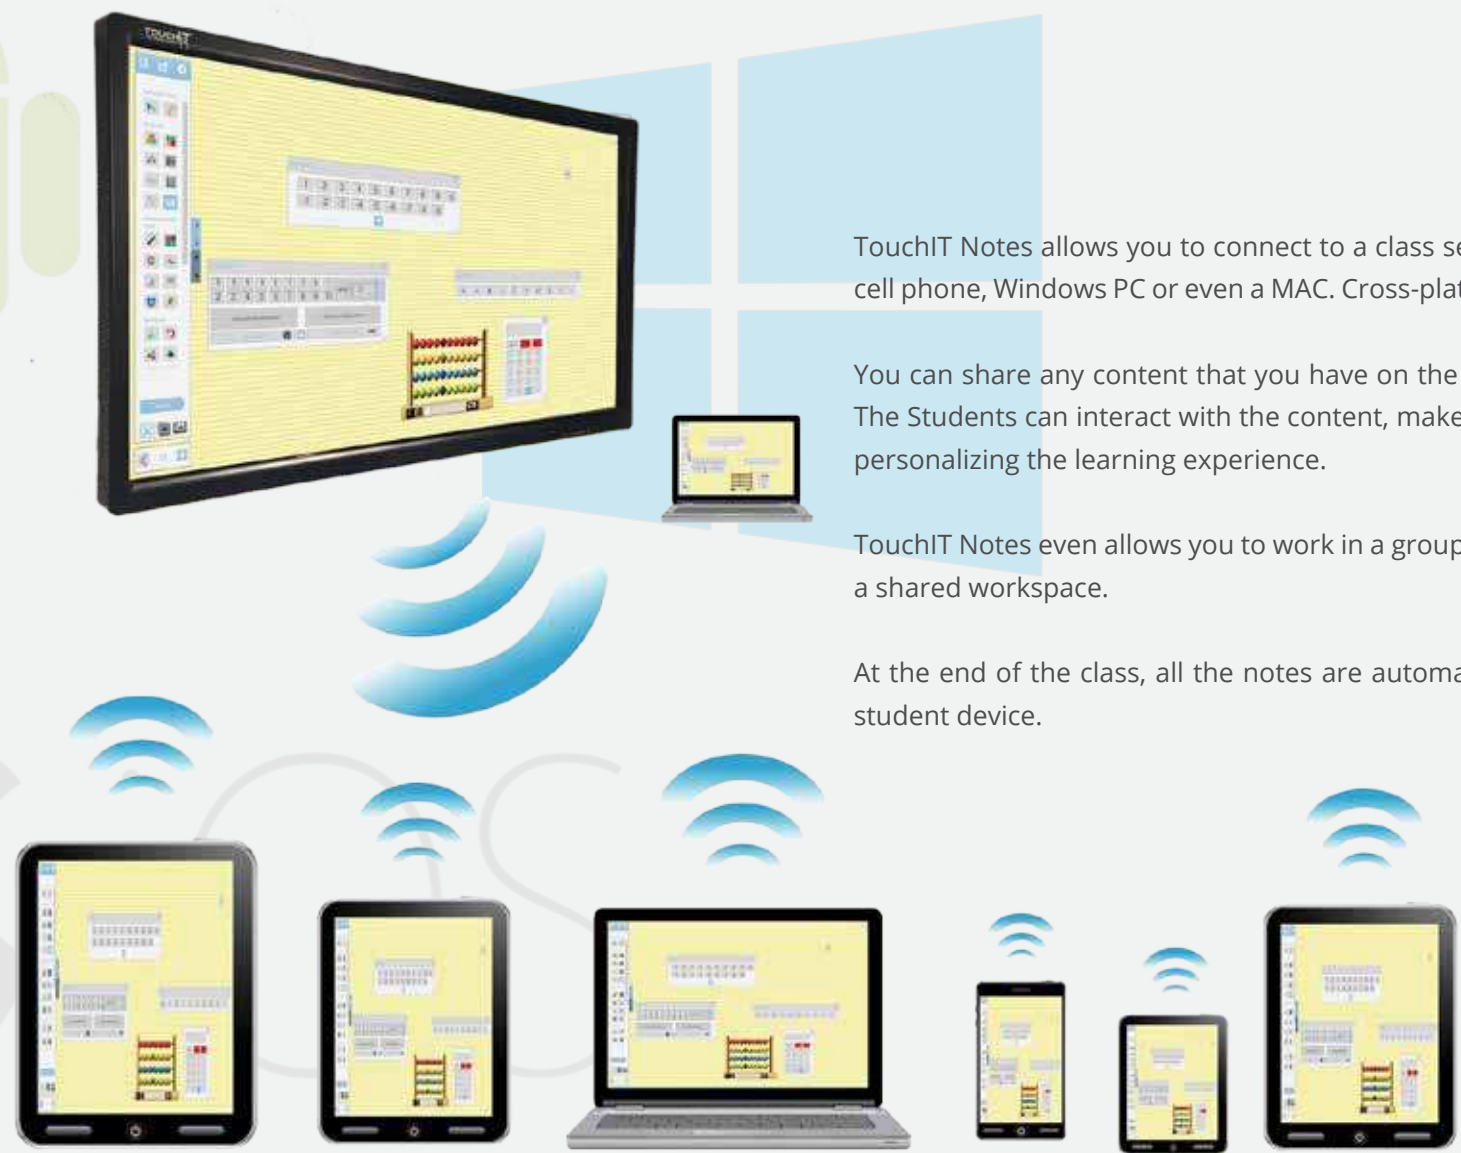 TOUCHIT
TouchIT Notes allows you to connect to a class se
cell phone, Windows PC or even a MAC. Cross-plat
You can share any content that you have on the
The Students can interact with the content, make
personalizing the learning experience.
TouchIT Notes even allows you to work in a group
a shared workspace.
At the end of the class, all the notes are automa
student device.
iOS